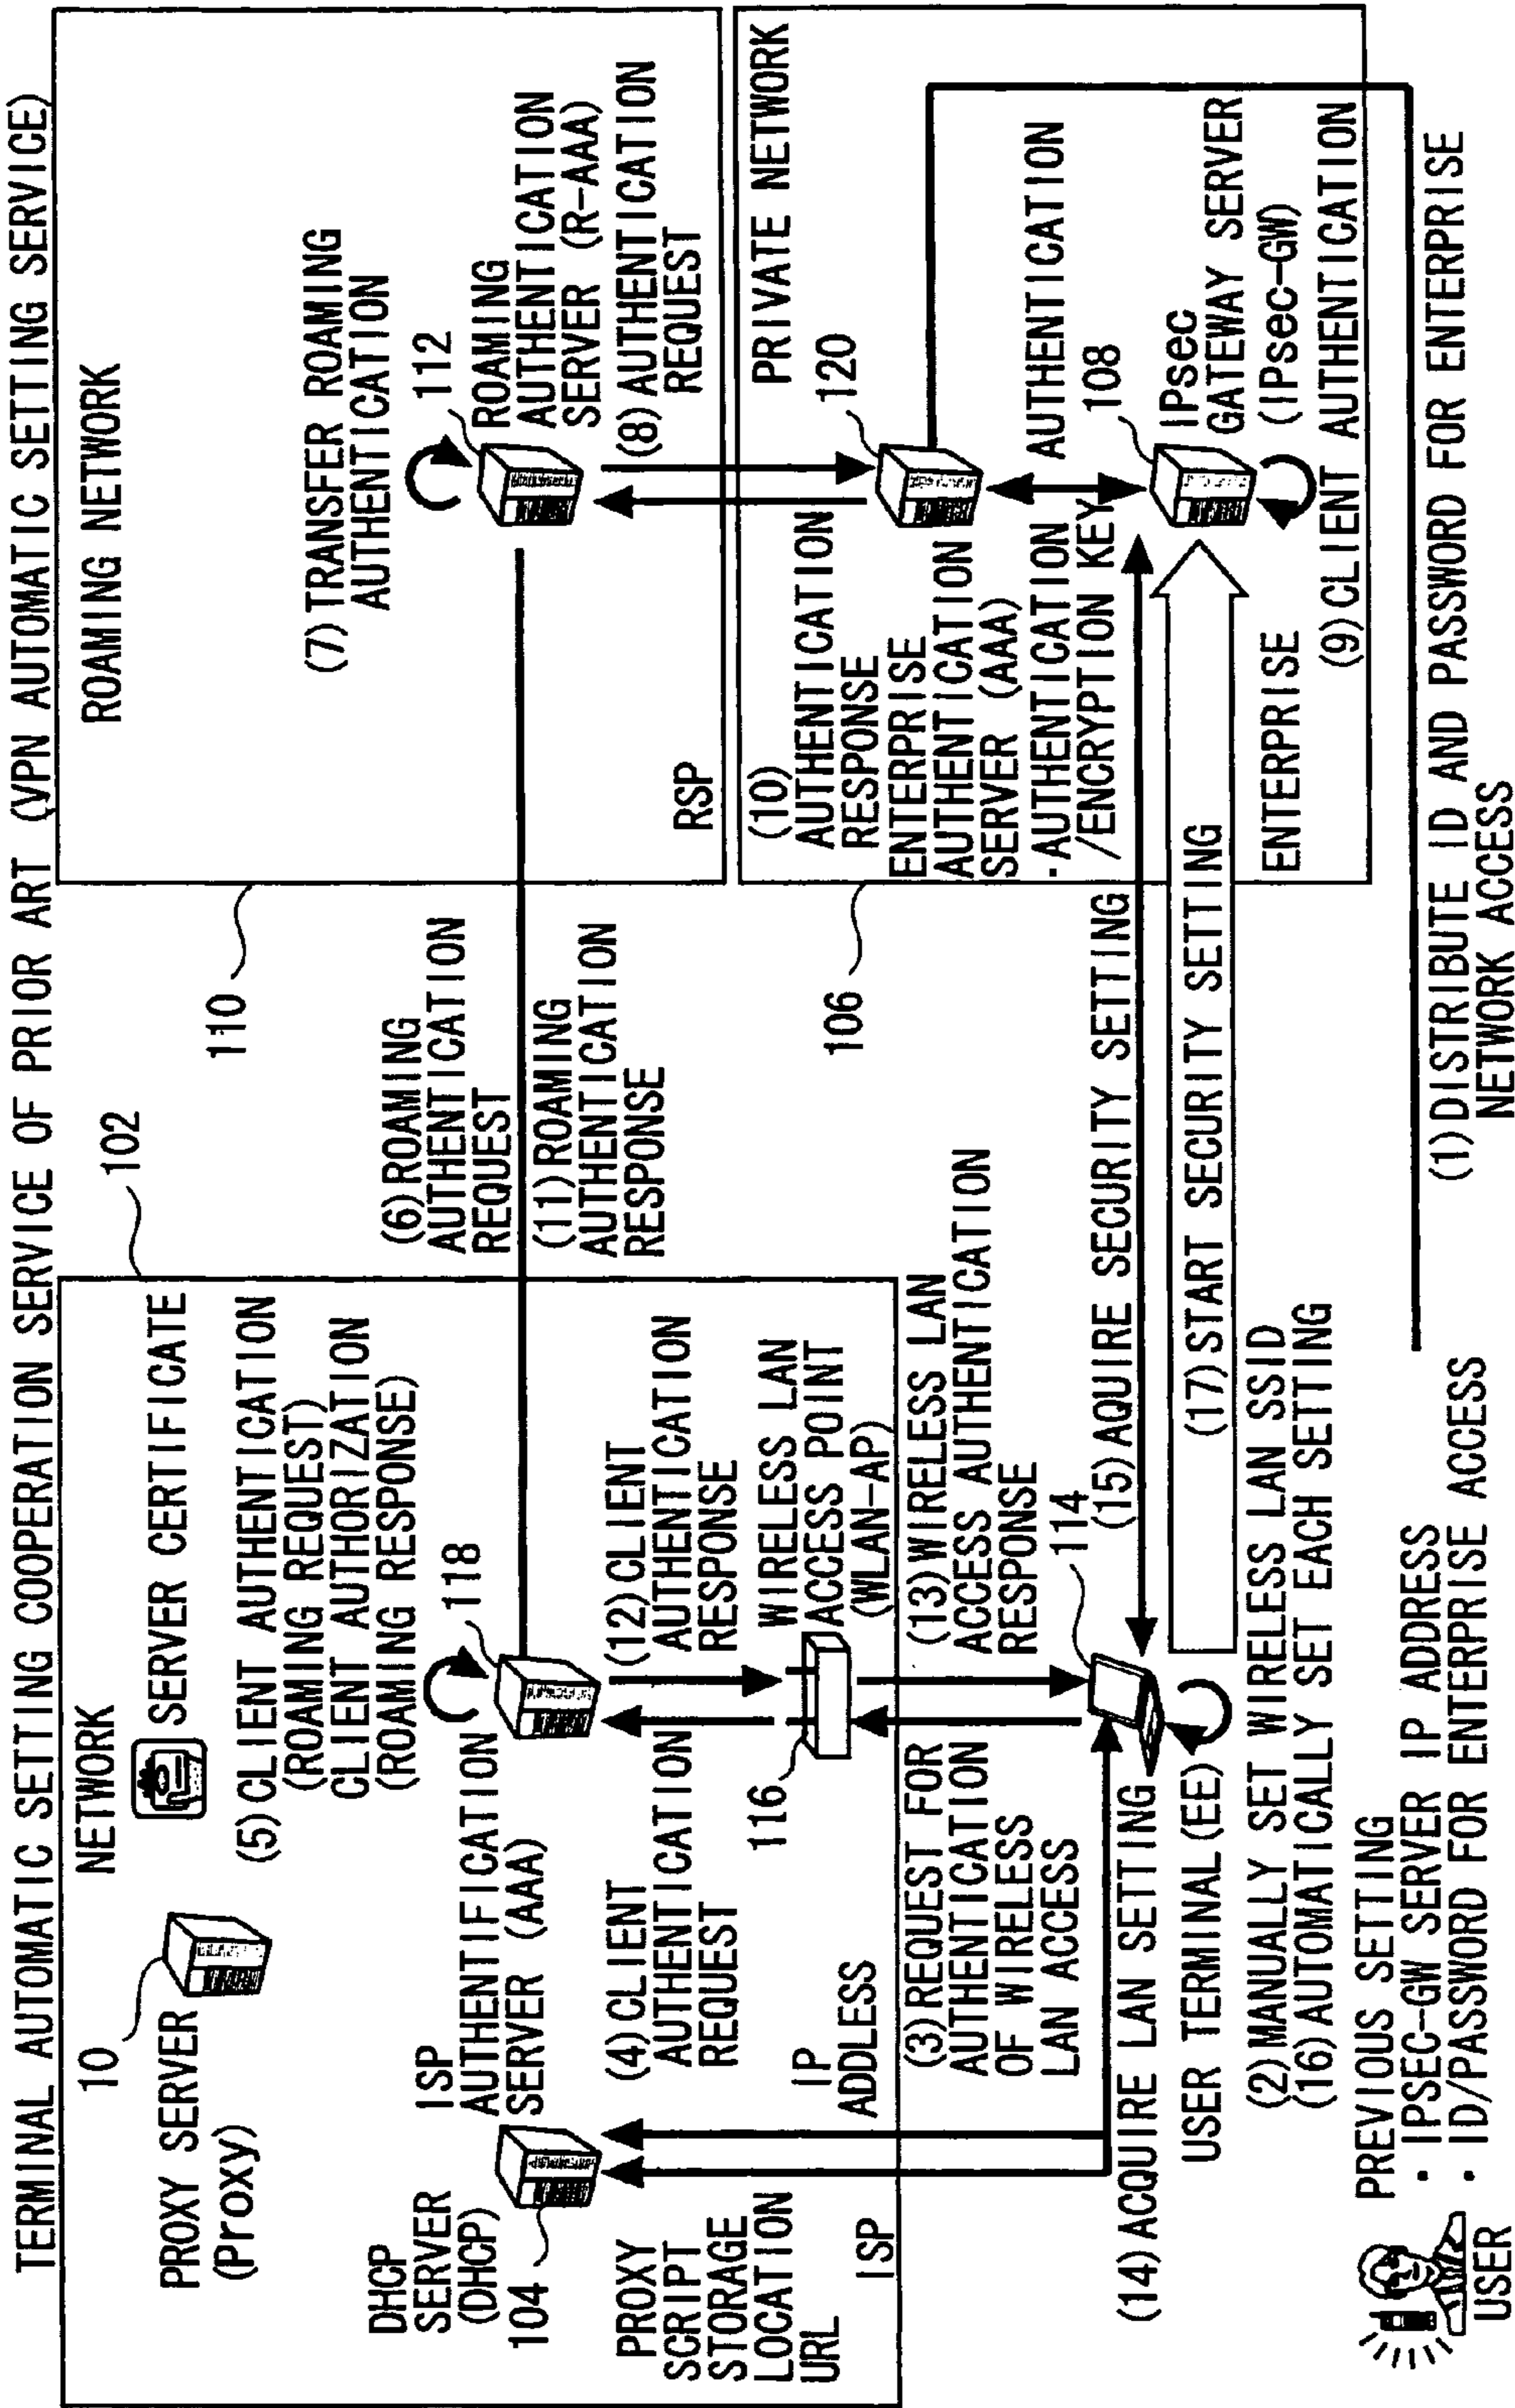 TERMINAL AUTOMATIC SETTING COOPERATION SERVICE OF PRIOR ART (VPN AUTOMATIC SETTING SERVICE)
102
110
NETWORK
10
PROXY SERVER
(Proxy)
SERVER CERTIFICATE
(5)CLIENT AUTHENTICATION
(ROAMING REQUEST)
CLIENT AUTHORIZATION
(ROAMING RESPONSE)
DHCP
SERVER
(DHCP)
104
ISP
AUTHENTIFICATION
SERVER (AAA)
118
PROXY
SCRIPT
STORAGE
LOCATION
URL
(4)CLIENT
AUTHENTICATION
REQUEST
(12)CLIENT
AUTHENTICATION
RESPONSE
IP
ADDLESS
116
WIRELESS LAN
ACCESS POINT
(WLAN-AP)
ISP
(6)ROAMING
AUTHENTICATION
REQUEST
(11)ROAMING
AUTHENTICATION
RESPONSE
ROAMING NETWORK
(7)TRANSFER ROAMING
AUTHENTICATION
112
ROAMING
AUTHENTICATION
SERVER (R-AAA)
(8)AUTHENTICATION
REQUEST
RSP
PRIVATE NETWORK
(10)
AUTHENTICATION
RESPONSE
120
ENTERPRISE
AUTHENTICATION
SERVER (AAA)
·AUTHENTICATION
/ENCRYPTION KEY
AUTHENTICATION
108
IPsec
GATEWAY SERVER
(IPsec-GW)
ENTERPRISE
(9)CLIENT AUTHENTICATION
106
(3)REQUEST FOR
AUTHENTICATION
OF WIRELESS
LAN ACCESS
(13)WIRELESS LAN
ACCESS AUTHENTICATION
RESPONSE
114
(14)ACQUIRE LAN SETTING
(15)AQUIRE SECURITY SETTING
(17)START SECURITY SETTING
USER TERMINAL(EE)
(2)MANUALLY SET WIRELESS LAN SSID
(16)AUTOMATICALLY SET EACH SETTING
PREVIOUS SETTING
· IPSEC-GW SERVER IP ADDRESS
· ID/PASSWORD FOR ENTERPRISE ACCESS
USER
(1)DISTRIBUTE ID AND PASSWORD FOR ENTERPRISE
NETWORK ACCESS